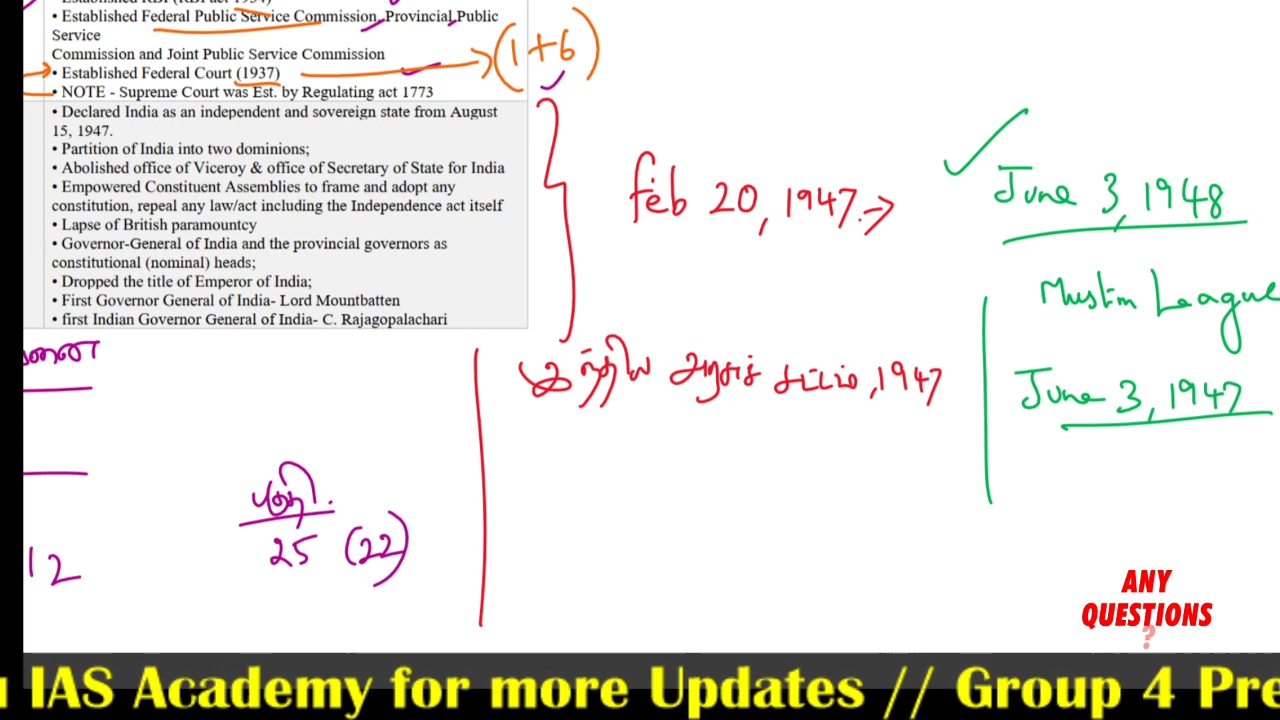 • Established Federal Public Service Commission, Provincial Public
Service
Commission and Joint Public Service Commission
• Established Federal Court (1937)
(1+6)
• NOTE - Supreme Court was Est. by Regulating act 1773
• Declared India as an independent and sovereign state from August
15, 1947.
• Partition of India into two dominions;
• Abolished office of Viceroy & office of Secretary of State for India
• Empowered Constituent Assemblies to frame and adopt any
constitution, repeal any law/act including the Independence act itself
• Lapse of British paramountcy
• Governor-General of India and the provincial governors as
constitutional (nominal) heads;
• Dropped the title of Emperor of India;
• First Governor General of India- Lord Mountbatten
• first Indian Governor General of India- C. Rajagopalachari
Feb 20, 1947 →
June 3, 1948
Muslim League
June 3, 1947
இந்திய அரசுச் சட்டம், 1947
25 (22)
12
ANY
QUESTIONS
?
IAS Academy for more Updates // Group 4 Pre